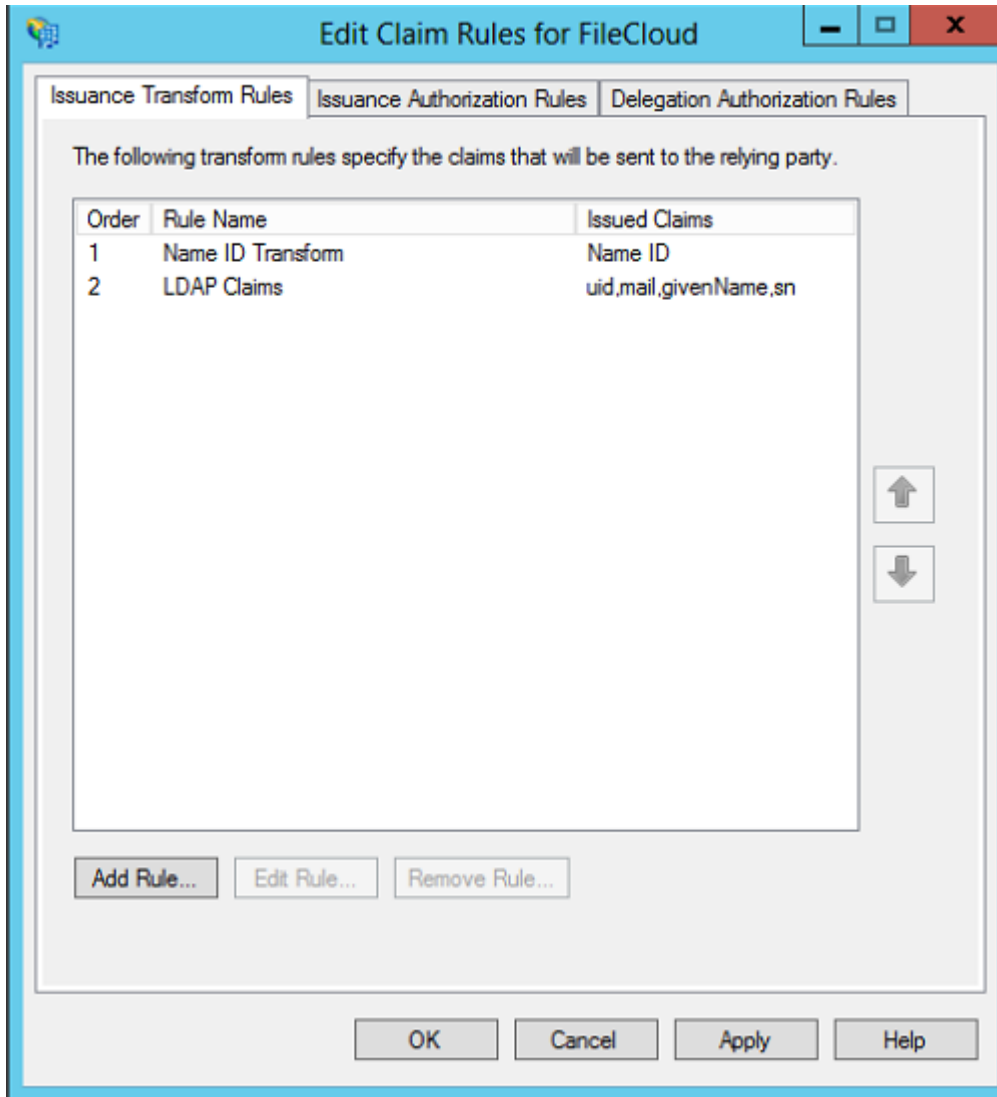 Edit Claim Rules for FileCloud
Issuance Transform Rules Issuance Authorization Rules Delegation Authorization Rules
The following transform rules specify the claims that will be sent to the relying party.
Order Rule Name Issued Claims
1 Name ID Transform Name ID
2 LDAP Claims uid,mail,givenName,sn
Add Rule... Edit Rule... Remove Rule...
OK Cancel Apply Help